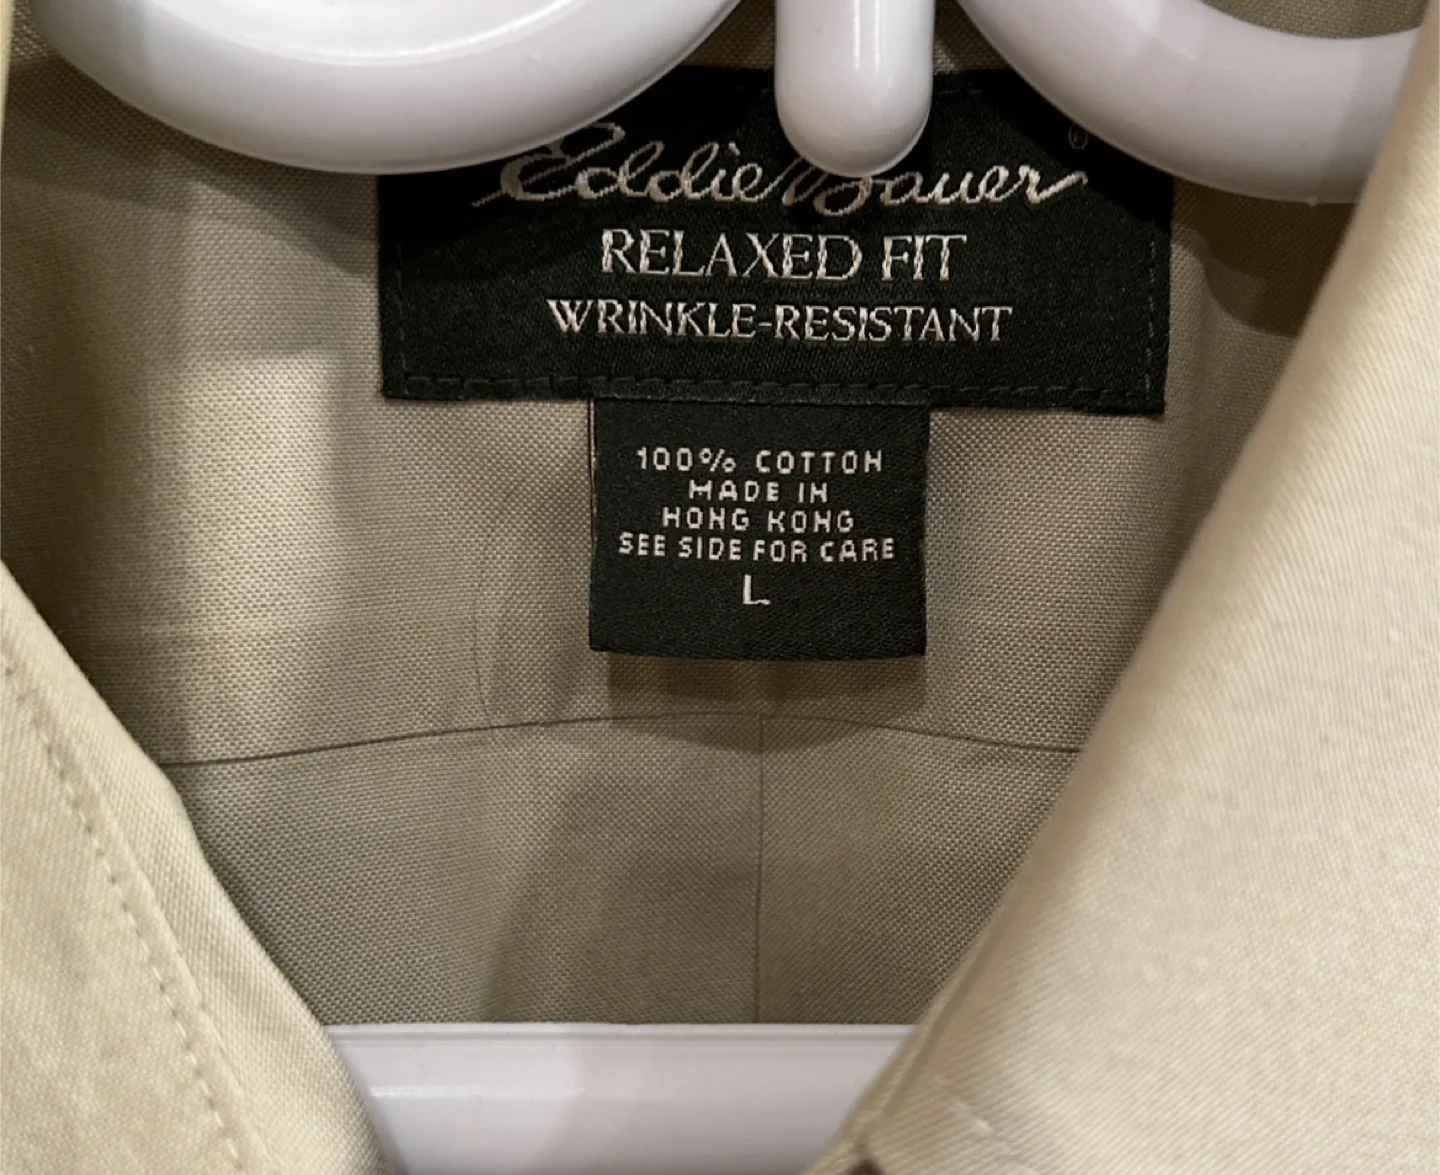 Eddie Bauer®
RELAXED FIT
WRINKLE-RESISTANT
100% COTTON
MADE IN
HONG KONG
SEE SIDE FOR CARE
L